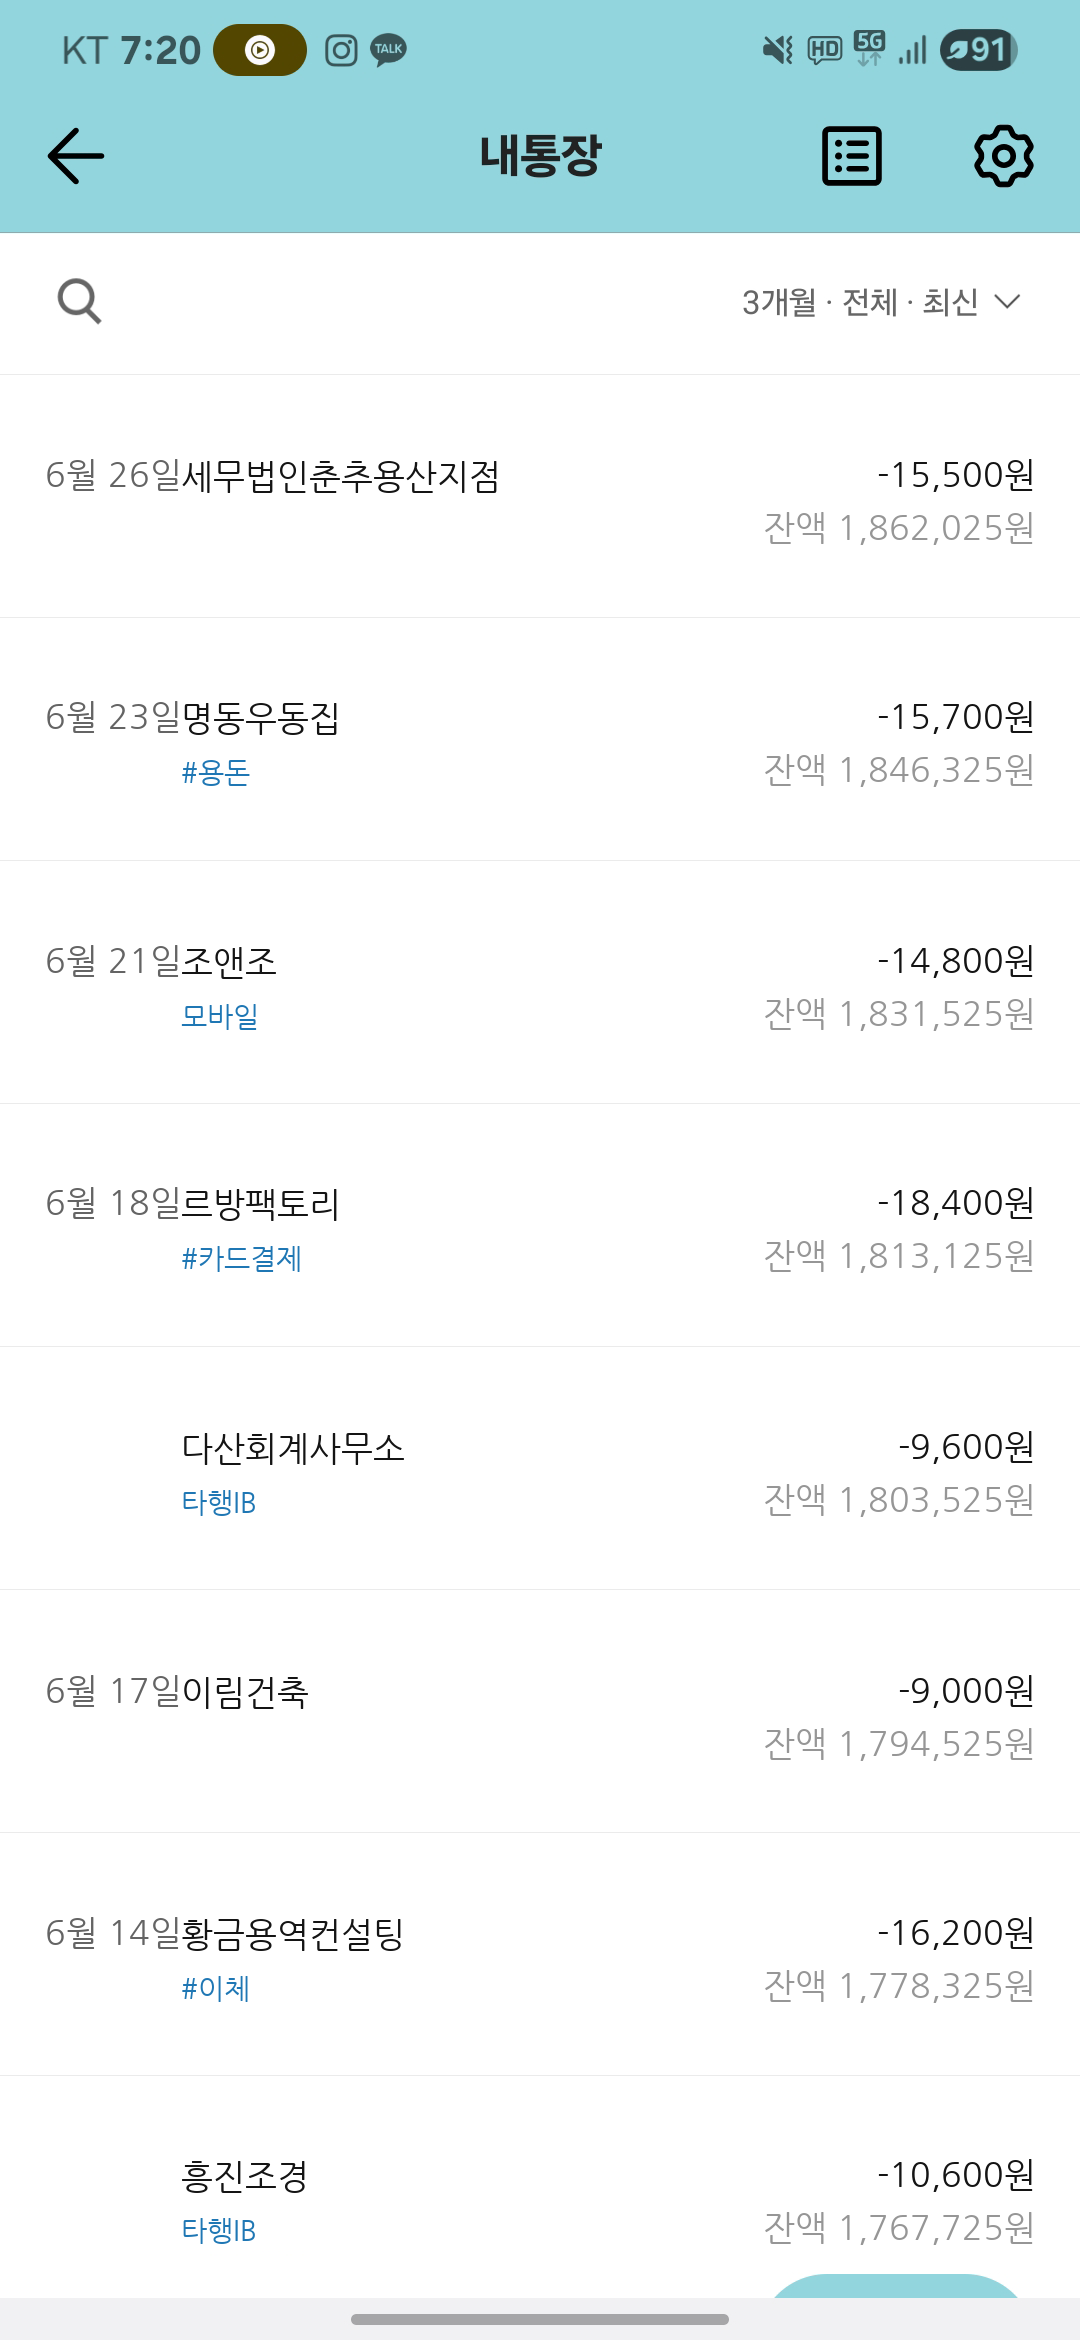 KT 7:20 TALK HD 5G 91
내통장
3개월 · 전체 · 최신
6월 26일 세무법인춘추용산지점 -15,500원
잔액 1,862,025원
6월 23일 명동우동집 -15,700원
#용돈 잔액 1,846,325원
6월 21일 조앤조 -14,800원
모바일 잔액 1,831,525원
6월 18일 르방팩토리 -18,400원
#카드결제 잔액 1,813,125원
다산회계사무소 -9,600원
타행IB 잔액 1,803,525원
6월 17일 이림건축 -9,000원
잔액 1,794,525원
6월 14일 황금용역컨설팅 -16,200원
#이체 잔액 1,778,325원
흥진조경 -10,600원
타행IB 잔액 1,767,725원